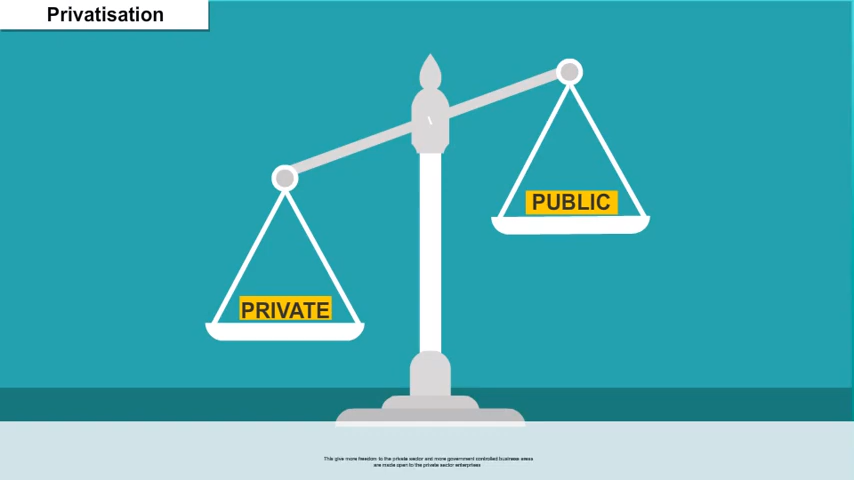 Privatisation
PUBLIC
PRIVATE
This give more freedom to the private sector and more government controlled business areas
are made apart to the private sector enterprises